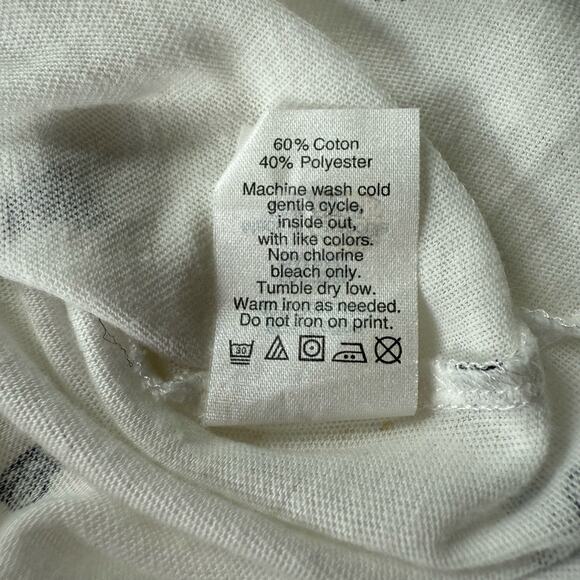 60% Coton
40% Polyester
Machine wash cold
gentle cycle,
inside out,
with like colors.
Non chlorine
bleach only.
Tumble dry low.
Warm iron as needed.
Do not iron on print.
30